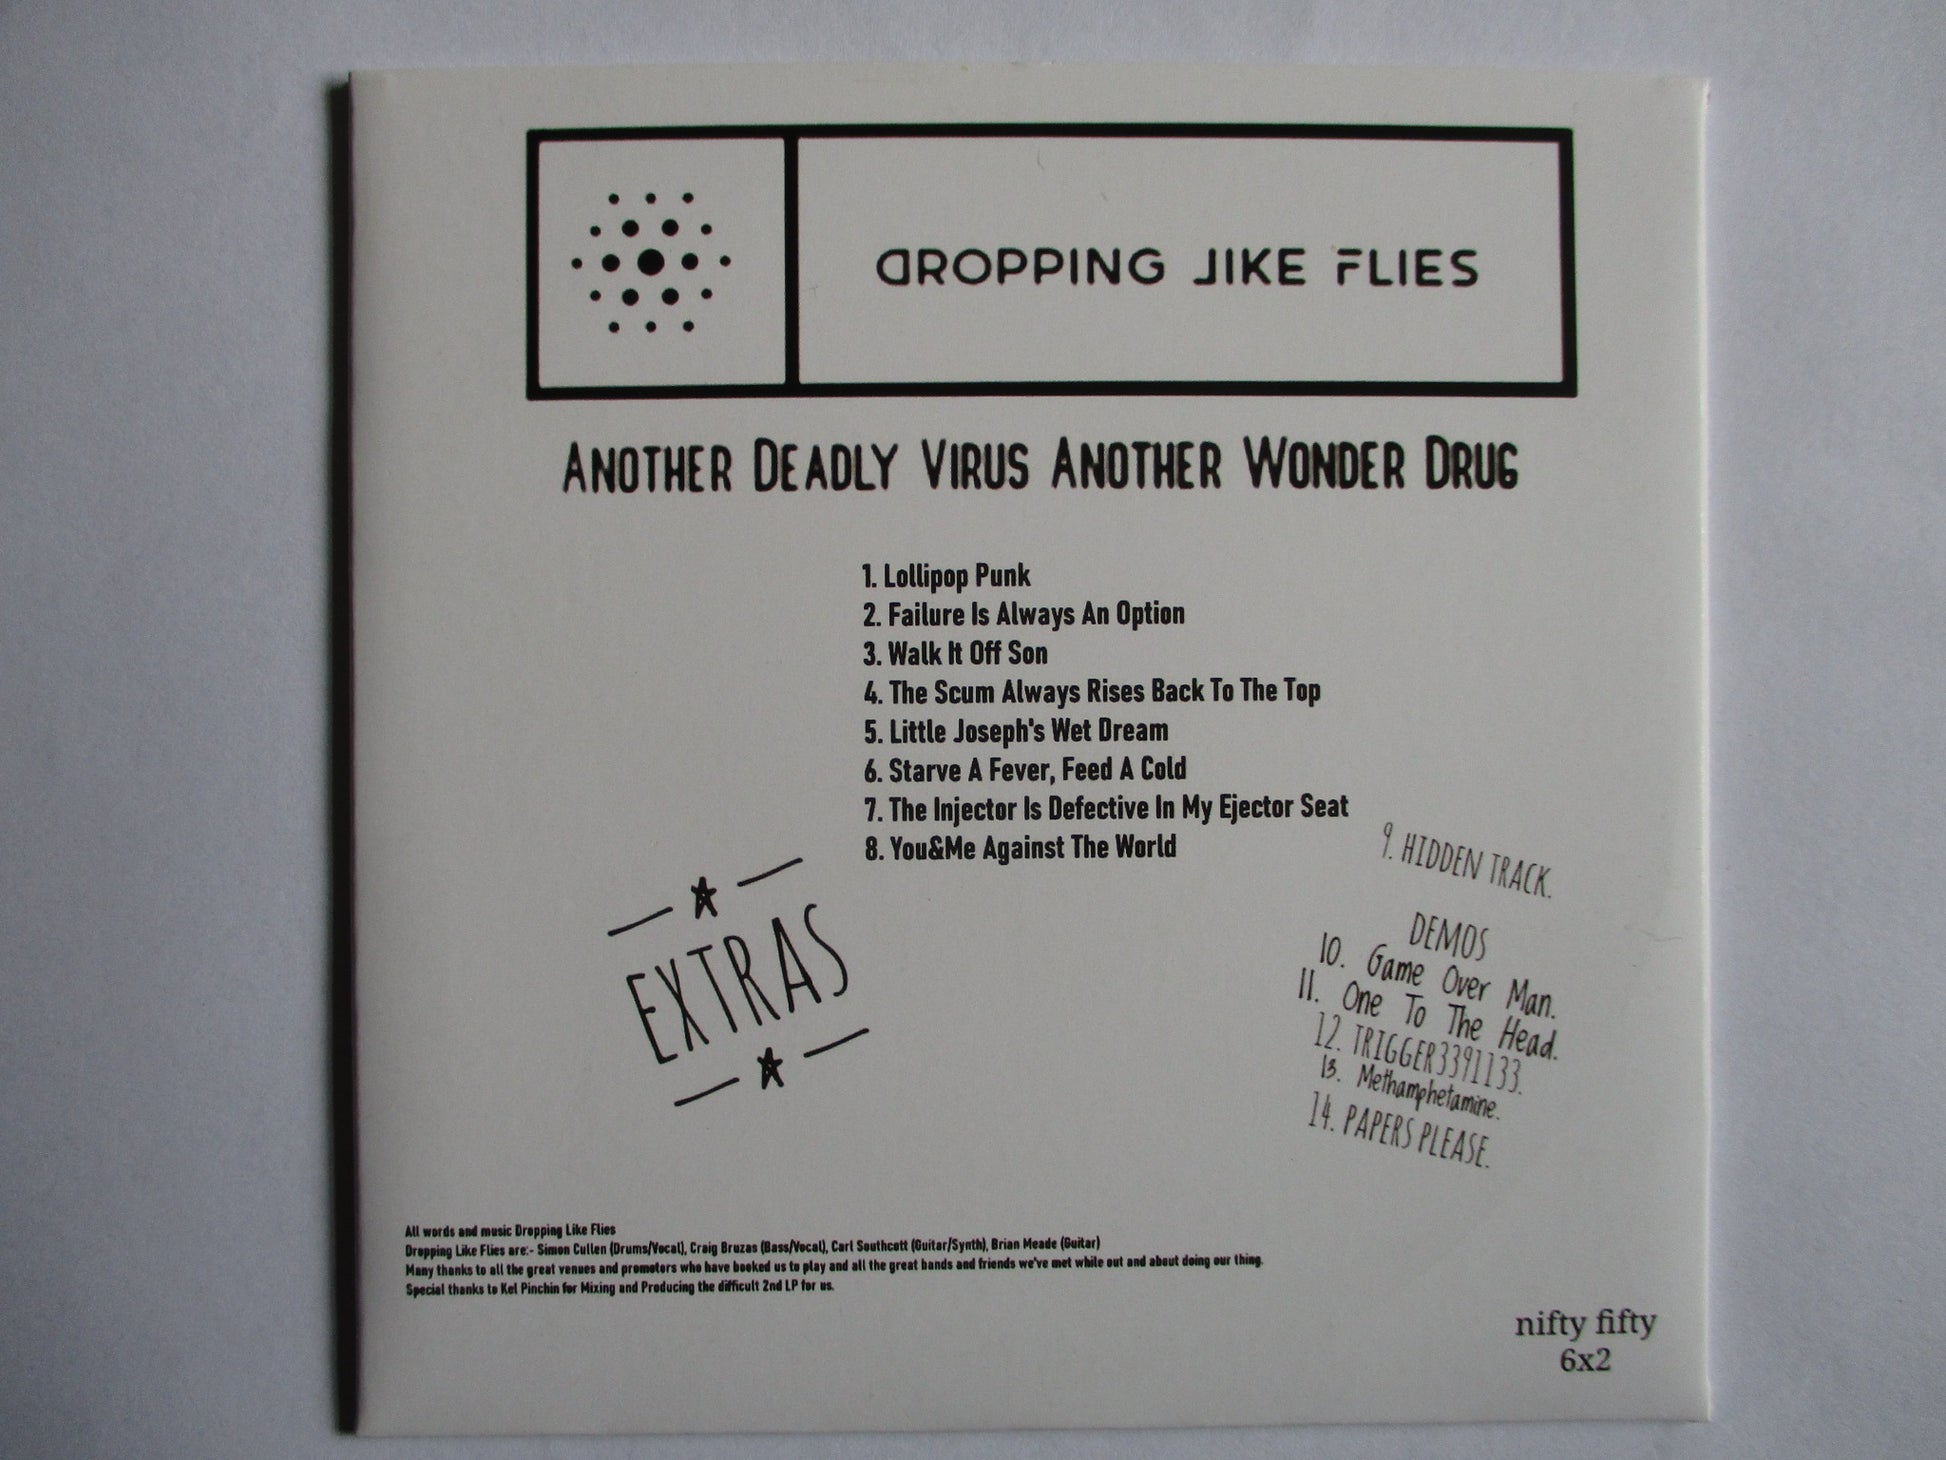 DROPPING LIKE FLIES
ANOTHER DEADLY VIRUS ANOTHER WONDER DRUG
1. Lollipop Punk
2. Failure Is Always An Option
3. Walk It Off Son
4. The Scum Always Rises Back To The Top
5. Little Joseph's Wet Dream
6. Starve A Fever, Feed A Cold
7. The Injector Is Defective In My Ejector Seat
8. You&Me Against The World
9. HIDDEN TRACK.
EXTRAS
DEMOS
10. Game Over Man.
11. One To The Head.
12. TRIGGER3391133.
13. Methamphetamine.
14. PAPERS PLEASE.
All words and music Dropping Like Flies
Dropping Like Flies are:- Simon Cullen (Drums/Vocal), Craig Bruzas (Bass/Vocal), Carl Southcott (Guitar/Synth), Brian Meade (Guitar)
Many thanks to all the great venues and promoters who have booked us to play and all the great bands and friends we've met while out and about doing our thing.
Special thanks to Kel Pinchin for Mixing and Producing the difficult 2nd LP for us.
nifty fifty
6x2